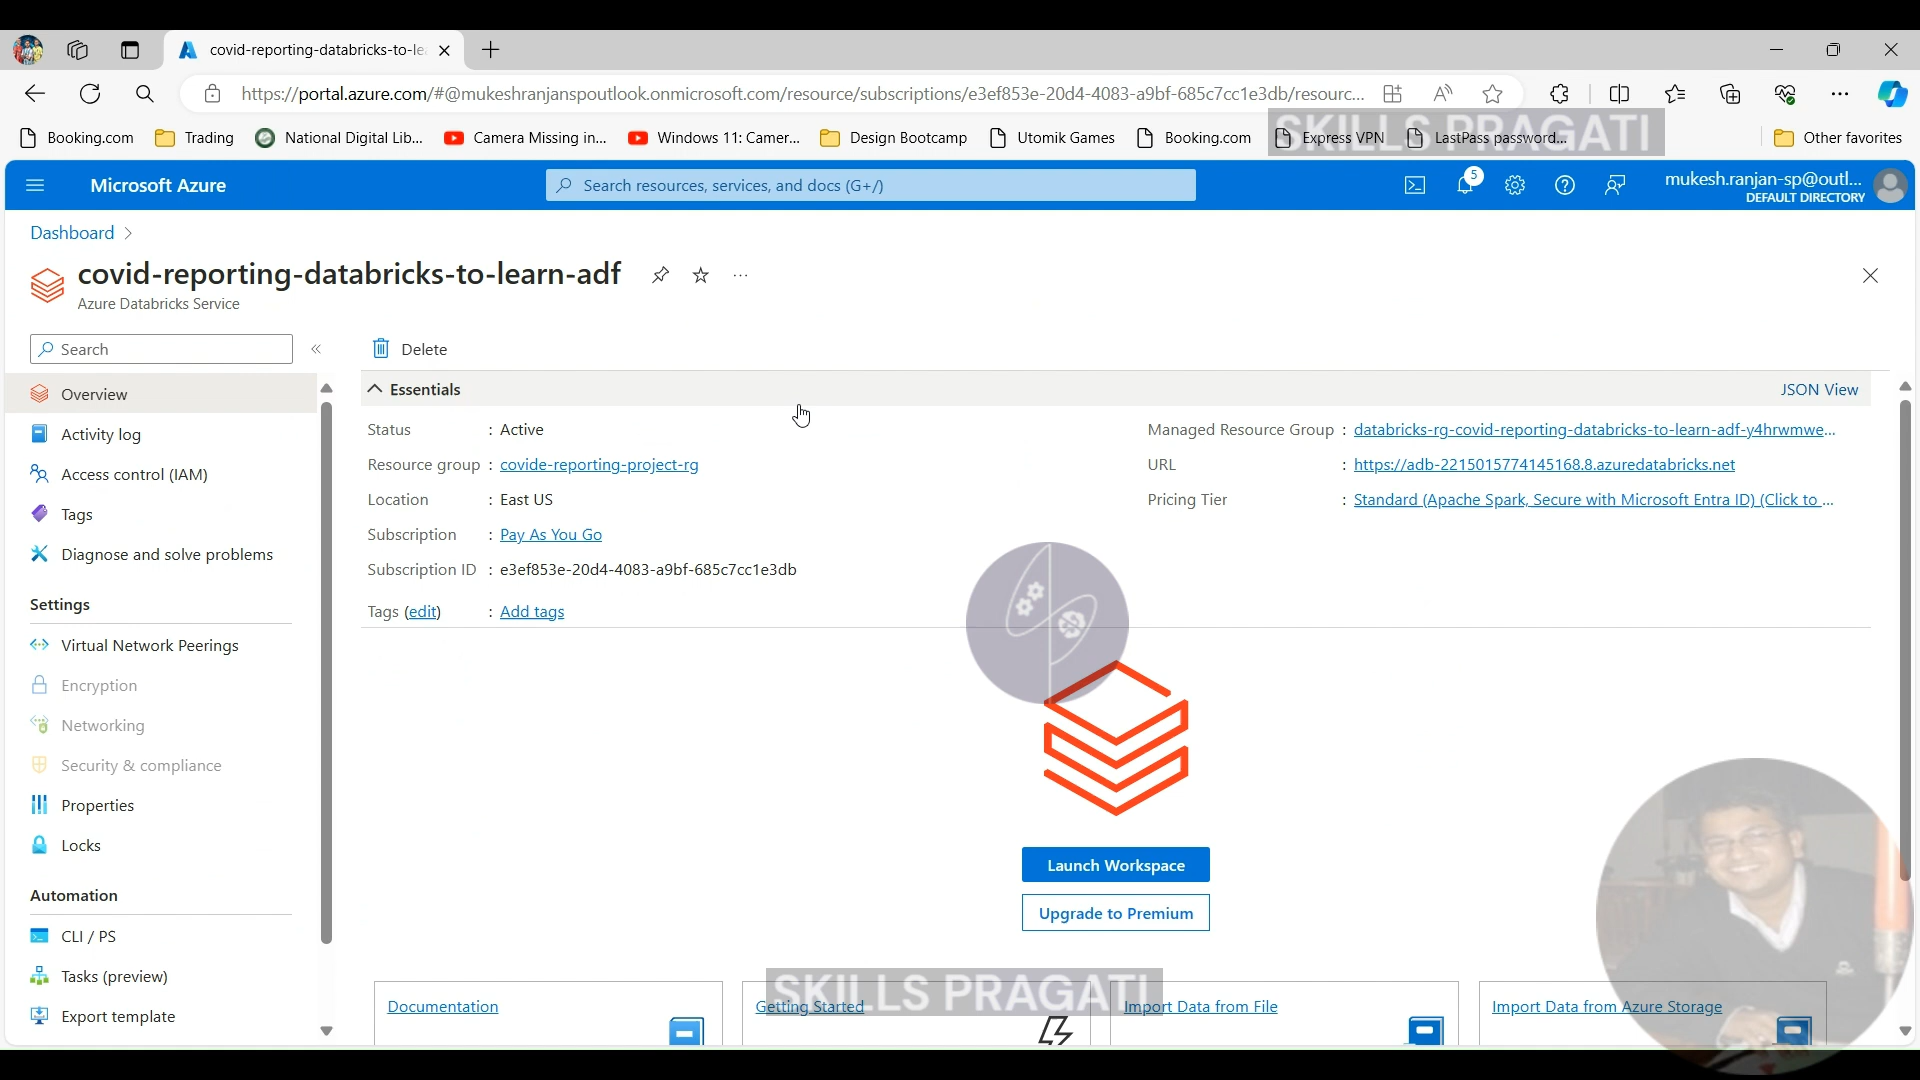 covid-reporting-databricks-to-le
https://portal.azure.com/#@mukeshranjanspoutlook.onmicrosoft.com/resource/subscriptions/e3ef853e-20d4-4083-a9bf-685c7cc1e3db/resourc...
Booking.com Trading National Digital Lib... Camera Missing in... Windows 11: Camer... Design Bootcamp Utomik Games Booking.com Express VPN LastPass password... Other favorites
SKILLS PRAGATI
Microsoft Azure
Search resources, services, and docs (G+/)
5
mukesh.ranjan-sp@outl...
DEFAULT DIRECTORY
Dashboard >
covid-reporting-databricks-to-learn-adf ...
Azure Databricks Service
Search «
Delete
Overview
Activity log
Access control (IAM)
Tags
Diagnose and solve problems
Settings
Virtual Network Peerings
Encryption
Networking
Security & compliance
Properties
Locks
Automation
CLI / PS
Tasks (preview)
Export template
Essentials
JSON View
Status : Active
Resource group : covide-reporting-project-rg
Location : East US
Subscription : Pay As You Go
Subscription ID : e3ef853e-20d4-4083-a9bf-685c7cc1e3db
Tags (edit) : Add tags
Managed Resource Group : databricks-rg-covid-reporting-databricks-to-learn-adf-y4hrwmwe...
URL : https://adb-2215015774145168.8.azuredatabricks.net
Pricing Tier : Standard (Apache Spark, Secure with Microsoft Entra ID) (Click to ...
Launch Workspace
Upgrade to Premium
SKILLS PRAGATI
Documentation
Getting Started
Import Data from File
Import Data from Azure Storage